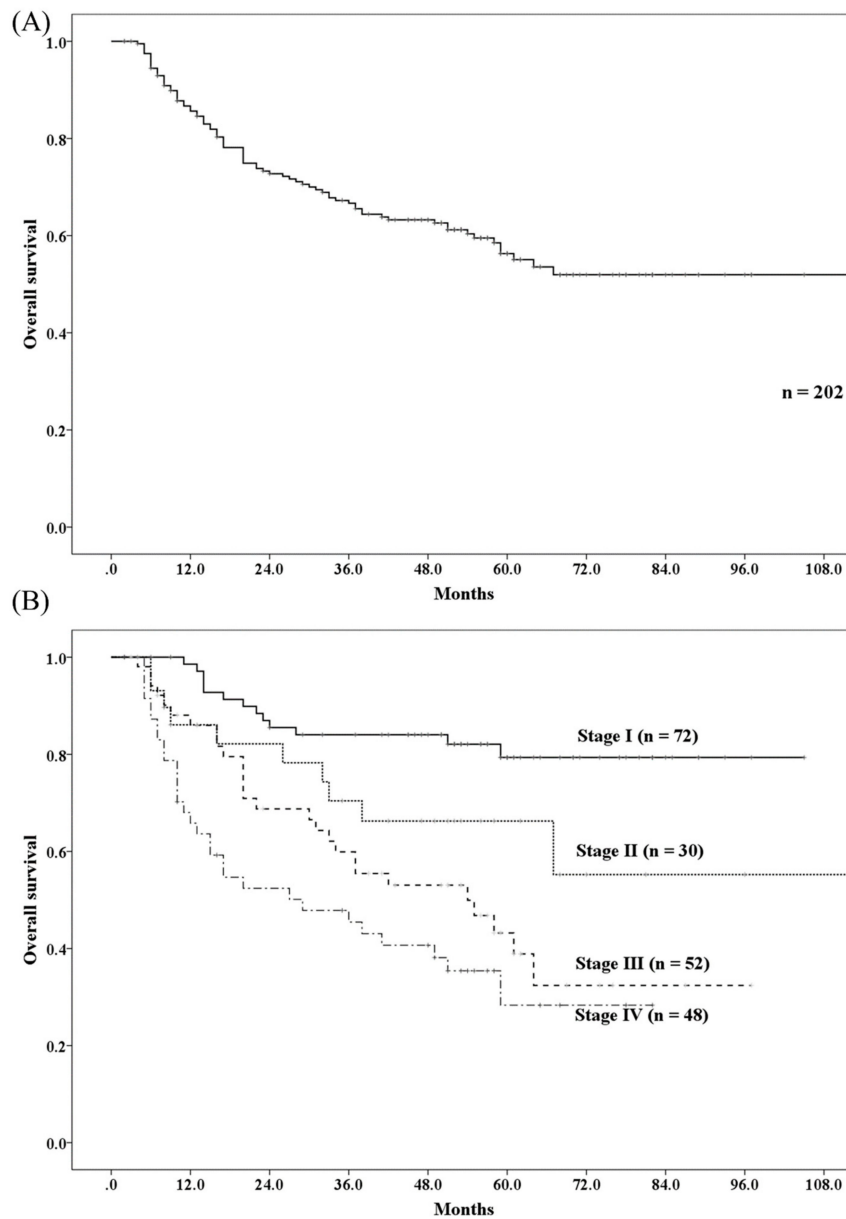 (A)
1.0
0.8
0.6
0.4
0.2
0.0
Overall survival
n = 202
.0 12.0 24.0 36.0 48.0 60.0 72.0 84.0 96.0 108.0
Months
(B)
1.0
0.8
0.6
0.4
0.2
0.0
Overall survival
Stage I (n = 72)
Stage II (n = 30)
Stage III (n = 52)
Stage IV (n = 48)
.0 12.0 24.0 36.0 48.0 60.0 72.0 84.0 96.0 108.0
Months